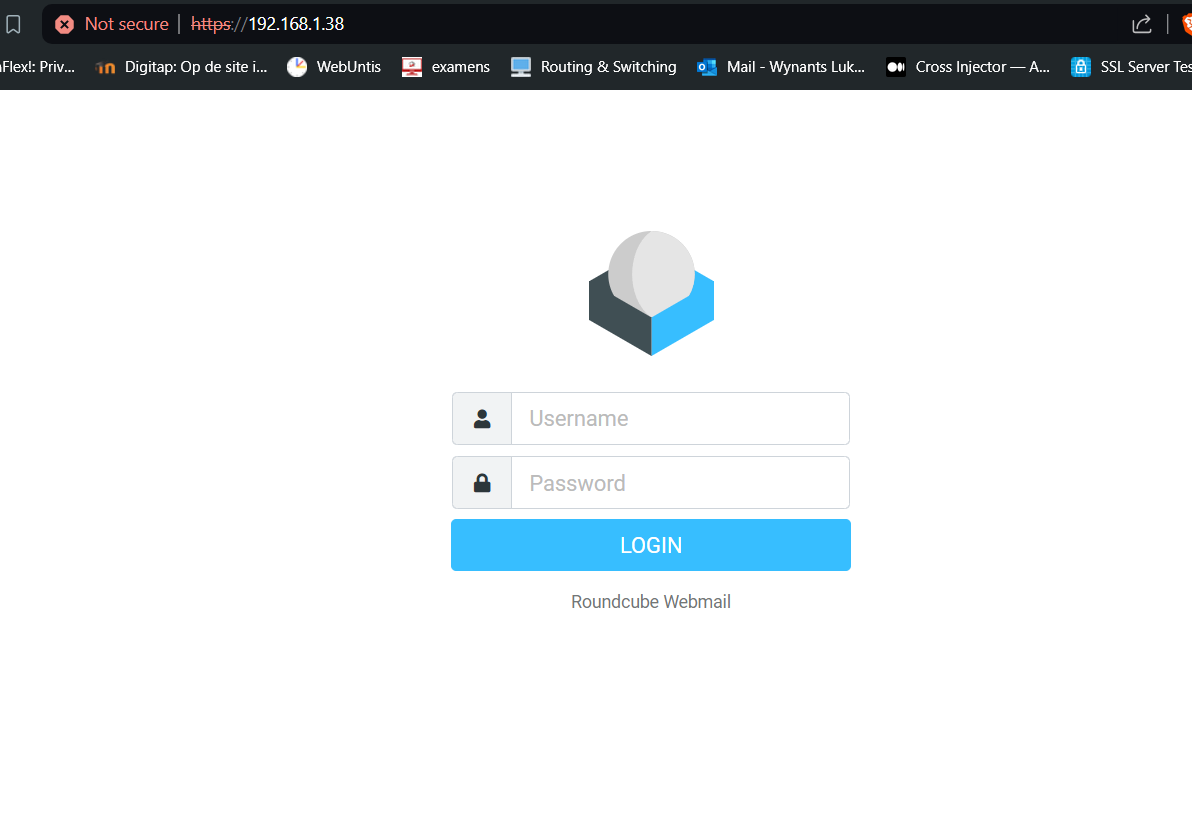 Not secure | https://192.168.1.38
Flex!: Priv... Digitap: Op de site i... WebUntis examens Routing & Switching Mail - Wynants Luk... Cross Injector — A... SSL Server Tes
Username
Password
LOGIN
Roundcube Webmail